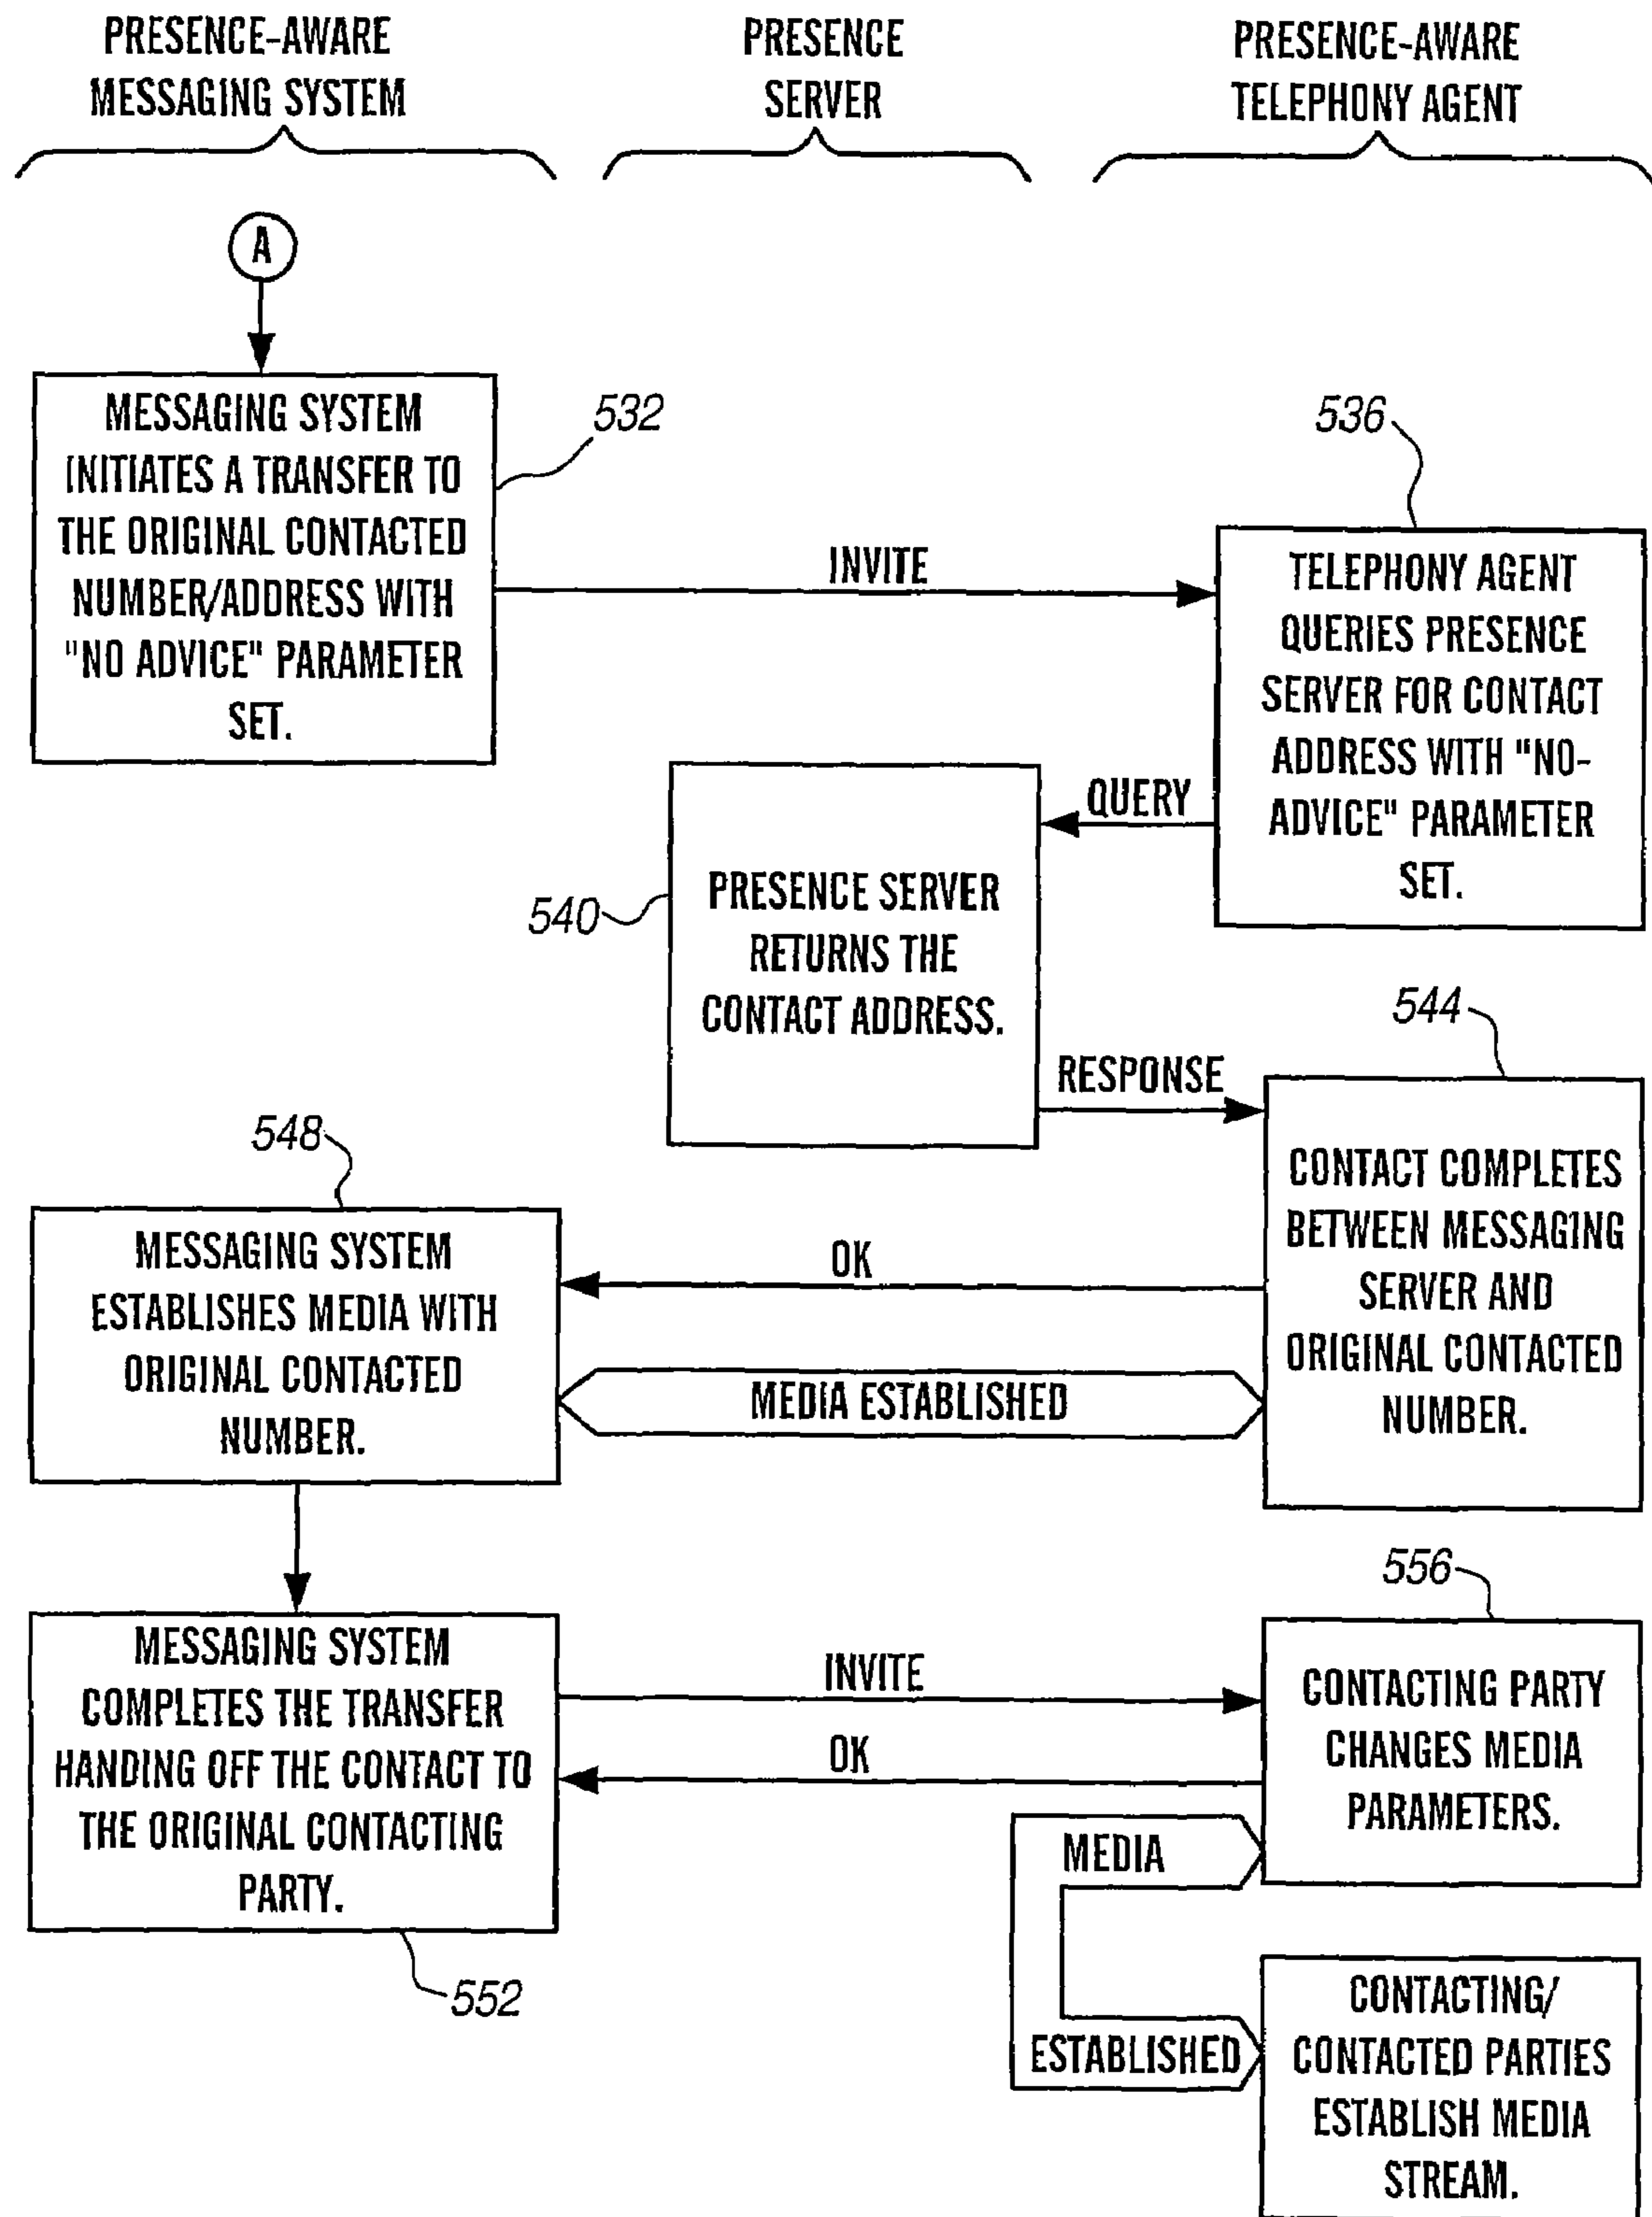 PRESENCE-AWARE
MESSAGING SYSTEM
PRESENCE
SERVER
PRESENCE-AWARE
TELEPHONY AGENT
A
MESSAGING SYSTEM
INITIATES A TRANSFER TO
THE ORIGINAL CONTACTED
NUMBER/ADDRESS WITH
"NO ADVICE" PARAMETER
SET.
532
INVITE
536
TELEPHONY AGENT
QUERIES PRESENCE
SERVER FOR CONTACT
ADDRESS WITH "NO-
ADVICE" PARAMETER
SET.
QUERY
540
PRESENCE SERVER
RETURNS THE
CONTACT ADDRESS.
RESPONSE
544
CONTACT COMPLETES
BETWEEN MESSAGING
SERVER AND
ORIGINAL CONTACTED
NUMBER.
548
MESSAGING SYSTEM
ESTABLISHES MEDIA WITH
ORIGINAL CONTACTED
NUMBER.
OK
MEDIA ESTABLISHED
MESSAGING SYSTEM
COMPLETES THE TRANSFER
HANDING OFF THE CONTACT TO
THE ORIGINAL CONTACTING
PARTY.
552
INVITE
OK
556
CONTACTING PARTY
CHANGES MEDIA
PARAMETERS.
MEDIA
ESTABLISHED
CONTACTING/
CONTACTED PARTIES
ESTABLISH MEDIA
STREAM.